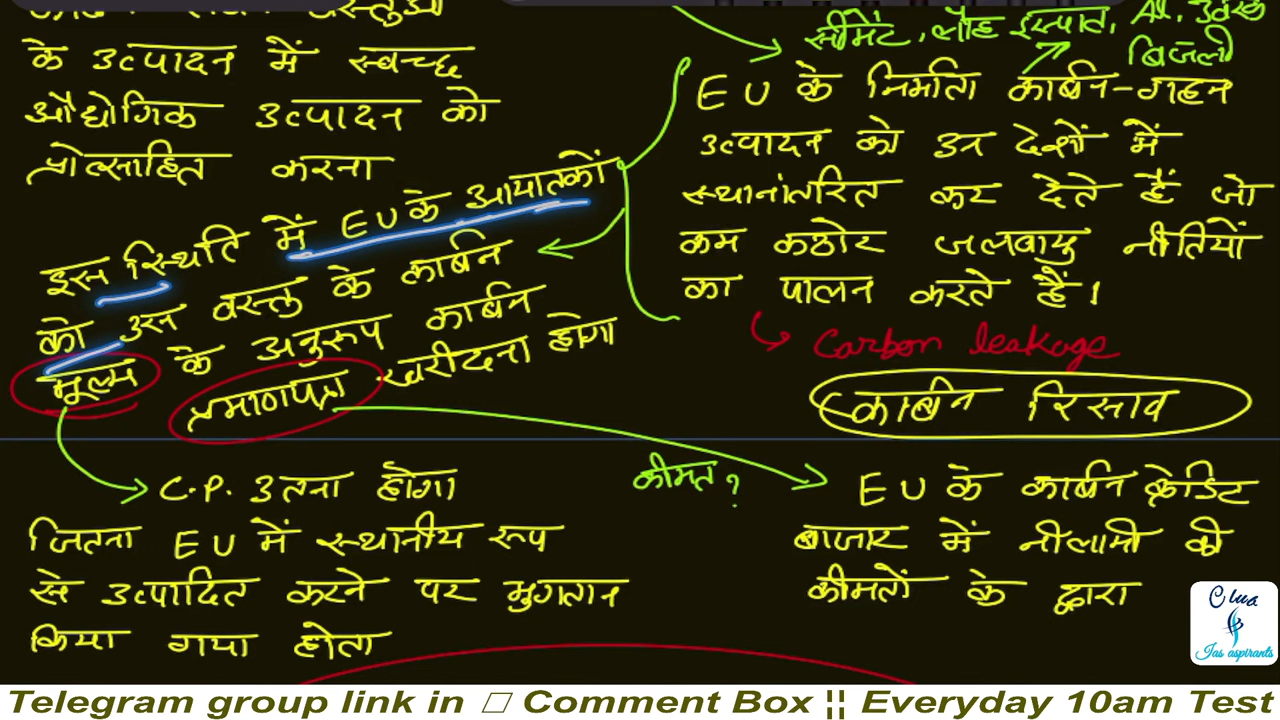 के उत्पादन में स्वच्छ
औद्योगिक उत्पादन को
प्रोत्साहित करना
इस स्थिति में EU के आयातकों
को उस वस्तु के कार्बन
मूल्य के अनुरूप कार्बन
प्रमाणपत्र खरीदना होगा
C.P. उतना होगा
जितना EU में स्थानीय रूप
से उत्पादित करने पर भुगतान
किया गया होता
सीमेंट, लौह इस्पात, Al,
बिजली
EU के निर्माता कार्बन-गहन
उत्पादन को उन देशों में
स्थानांतरित कर देते हैं जो
कम कठोर जलवायु नीतियों
का पालन करते हैं।
Carbon leakage
कार्बन रिसाव
कीमत ?
EU के कार्बन क्रेडिट
बाजार में नीलामी की
कीमतों के द्वारा
Clua
Ias aspirants
Telegram group link in □ Comment Box ¦¦ Everyday 10am Test